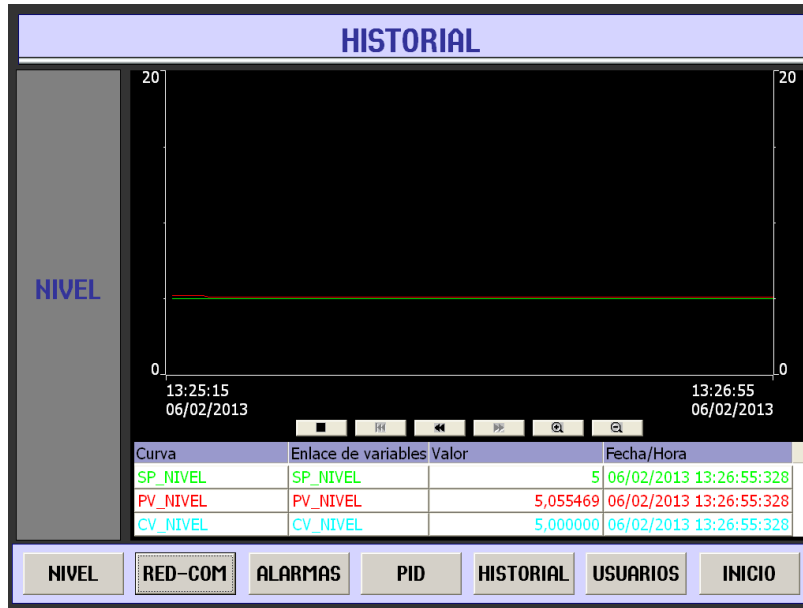 HISTORIAL
20 20
NIVEL
0 0
13:25:15 13:26:55
06/02/2013 06/02/2013
Curva Enlace de variables Valor Fecha/Hora
SP_NIVEL SP_NIVEL 5 06/02/2013 13:26:55:328
PV_NIVEL PV_NIVEL 5,055469 06/02/2013 13:26:55:328
CV_NIVEL CV_NIVEL 5,000000 06/02/2013 13:26:55:328
NIVEL RED-COM ALARMAS PID HISTORIAL USUARIOS INICIO